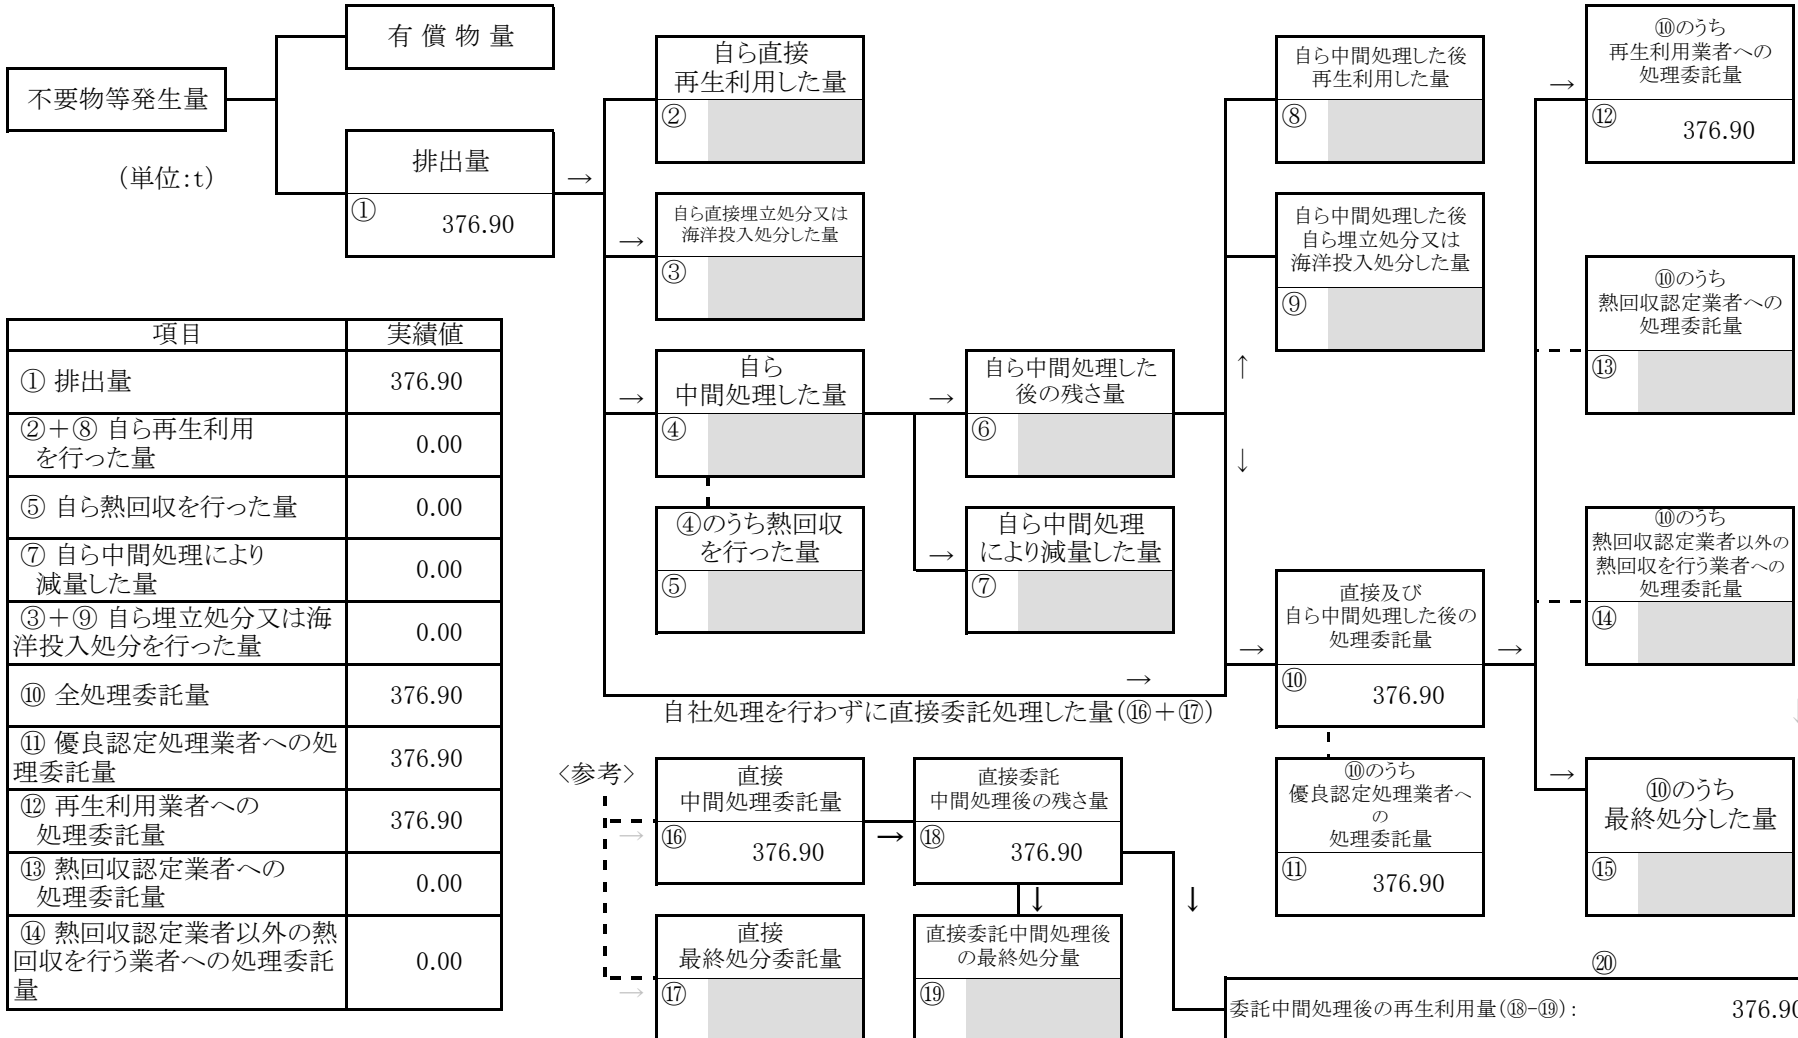 有 償 物 量
不要物等発生量
(単位:t)
排出量
①
376.90
→
自ら直接
再生利用した量
②
→
自ら直接埋立処分又は
海洋投入処分した量
③
→
自ら
中間処理した量
④
④のうち熱回収
を行った量
⑤
→
自ら中間処理した
後の残さ量
⑥
→
自ら中間処理
により減量した量
⑦
自ら中間処理した後
再生利用した量
⑧
自ら中間処理した後
自ら埋立処分又は
海洋投入処分した量
⑨
↑
↓
→
直接及び
自ら中間処理した後の
処理委託量
⑩
376.90
→
⑩のうち
優良認定処理業者へ
の
処理委託量
⑪
376.90
→
⑩のうち
再生利用業者への
処理委託量
⑫
376.90
⑩のうち
熱回収認定業者への
処理委託量
⑬
⑩のうち
熱回収認定業者以外の
熱回収を行う業者への
処理委託量
⑭
→
⑩のうち
最終処分した量
⑮
→
自社処理を行わずに直接委託処理した量(⑯+⑰)
<参考>
→
直接
中間処理委託量
⑯
376.90
→
直接委託
中間処理後の残さ量
⑱
376.90
↓
↓
→
直接
最終処分委託量
⑰
直接委託中間処理後
の最終処分量
⑲
⑳
委託中間処理後の再生利用量(⑱-⑲): 376.90
項目 実績値
① 排出量 376.90
②+⑧ 自ら再生利用
を行った量
0.00
⑤ 自ら熱回収を行った量 0.00
⑦ 自ら中間処理により
減量した量
0.00
③+⑨ 自ら埋立処分又は海
洋投入処分を行った量
0.00
⑩ 全処理委託量 376.90
⑪ 優良認定処理業者への処
理委託量
376.90
⑫ 再生利用業者への
処理委託量
376.90
⑬ 熱回収認定業者への
処理委託量
0.00
⑭ 熱回収認定業者以外の熱
回収を行う業者への処理委託
量
0.00